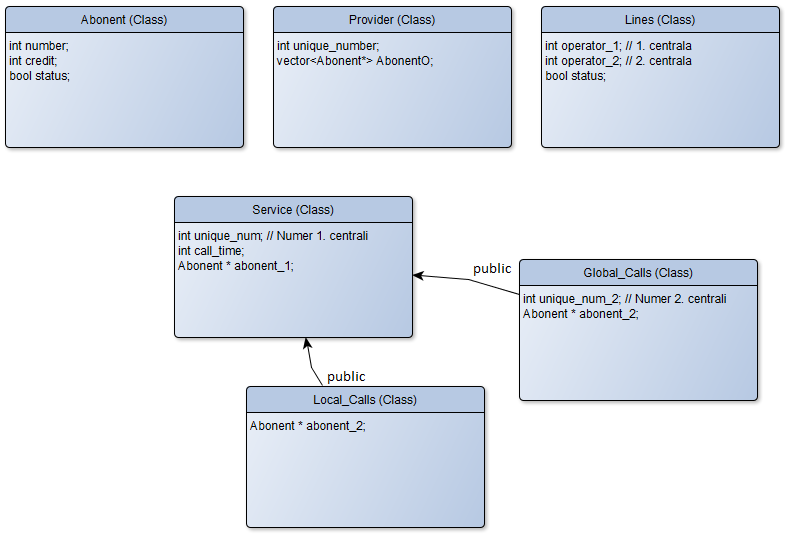 Abonent (Class)
int number;
int credit;
bool status;
Provider (Class)
int unique_number;
vector<Abonent*> AbonentO;
Lines (Class)
int operator_1; // 1. centrala
int operator_2; // 2. centrala
bool status;
Service (Class)
int unique_num; // Numer 1. centrali
int call_time;
Abonent * abonent_1;
public
Global_Calls (Class)
int unique_num_2; // Numer 2. centrali
Abonent * abonent_2;
public
Local_Calls (Class)
Abonent * abonent_2;